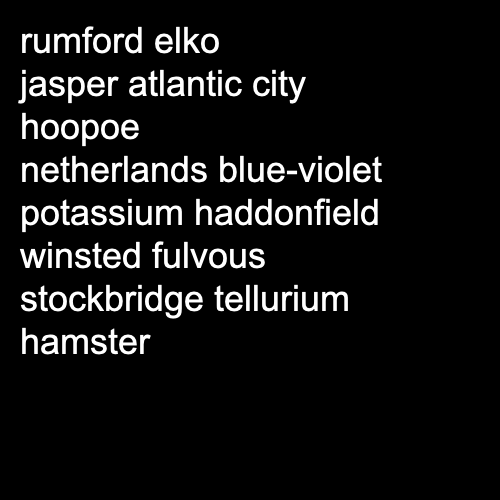 rumford elko
jasper atlantic city
hoopoe
netherlands blue-violet
potassium haddonfield
winsted fulvous
stockbridge tellurium
hamster